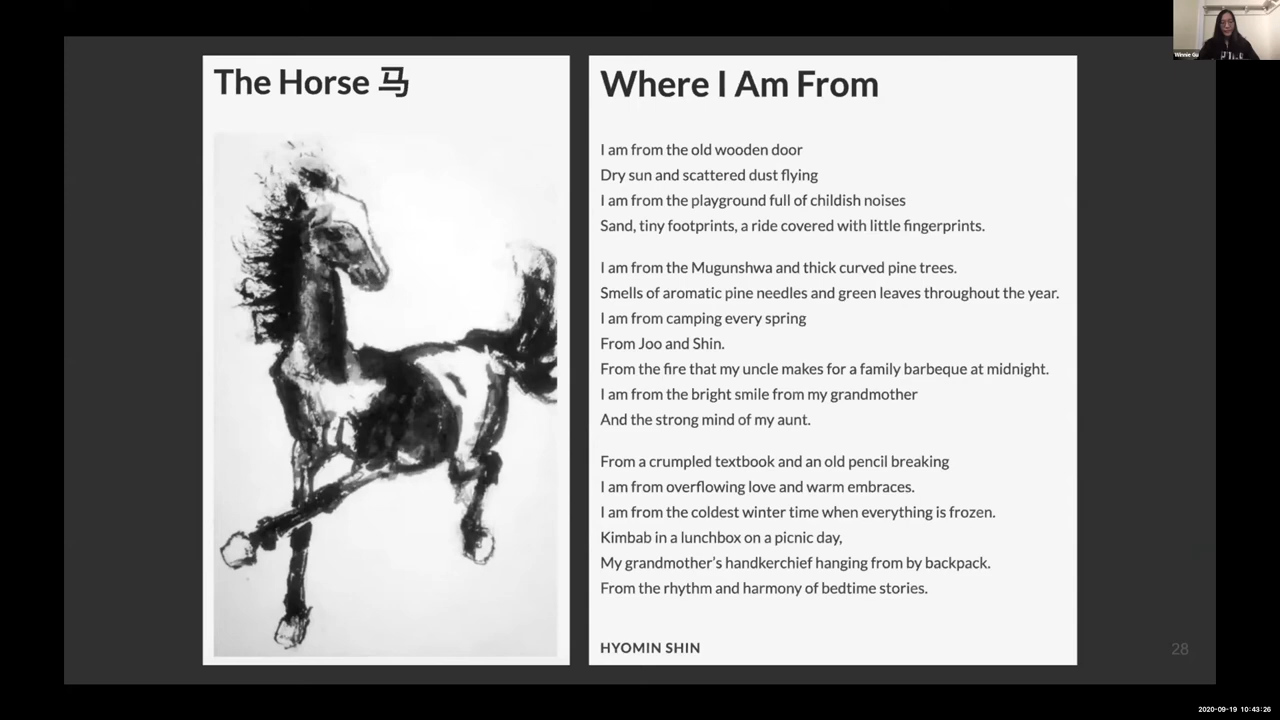 The Horse 马
Where I Am From
I am from the old wooden door
Dry sun and scattered dust flying
I am from the playground full of childish noises
Sand, tiny footprints, a ride covered with little fingerprints.
I am from the Mugunshwa and thick curved pine trees.
Smells of aromatic pine needles and green leaves throughout the year.
I am from camping every spring
From Joo and Shin.
From the fire that my uncle makes for a family barbeque at midnight.
I am from the bright smile from my grandmother
And the strong mind of my aunt.
From a crumpled textbook and an old pencil breaking
I am from overflowing love and warm embraces.
I am from the coldest winter time when everything is frozen.
Kimbab in a lunchbox on a picnic day,
My grandmother's handkerchief hanging from by backpack.
From the rhythm and harmony of bedtime stories.
HYOMIN SHIN
28
Winnie Gu
2020-09-19 10:43:26